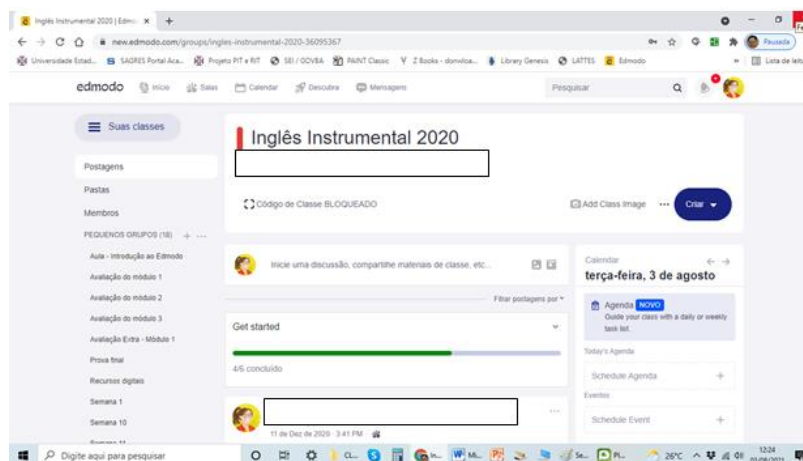 Inglês Instrumental 2020 | Edmo
new.edmodo.com/groups/ingles-instrumental-2020-36095367
Pausada
Universidade Estad... SAGRES Portal Aca... Projeto PIT e RIT SEI / GOVBA PAINT Classic Z Books - Library Genesis LATTES Edmodo » Lista de leitu
edmodo Início Salas Calendar Descubra Mensagens Pesquisar
Suas classes
Inglês Instrumental 2020
Postagens
Pastas
Membros
Código de Classe BLOQUEADO Add Class Image ... Criar
PEQUENOS GRUPOS (18) + ...
Aula - Introdução ao Edmodo
Avaliação do módulo 1
Avaliação do módulo 2
Avaliação do módulo 3
Avaliação Extra - Módulo 1
Prova final
Recursos digitais
Semana 1
Semana 10
Inicie uma discussão, compartilhe materiais de classe, etc...
Filtrar postagens por
Get started
4/6 concluído
11 de Dez de 2020 · 3:41 PM
Calendar
terça-feira, 3 de agosto
Agenda NOVO
Guide your class with a daily or weekly
task list.
Today's Agenda
Schedule Agenda +
Eventos
Schedule Event +
Digite aqui para pesquisar
26°C
12:24